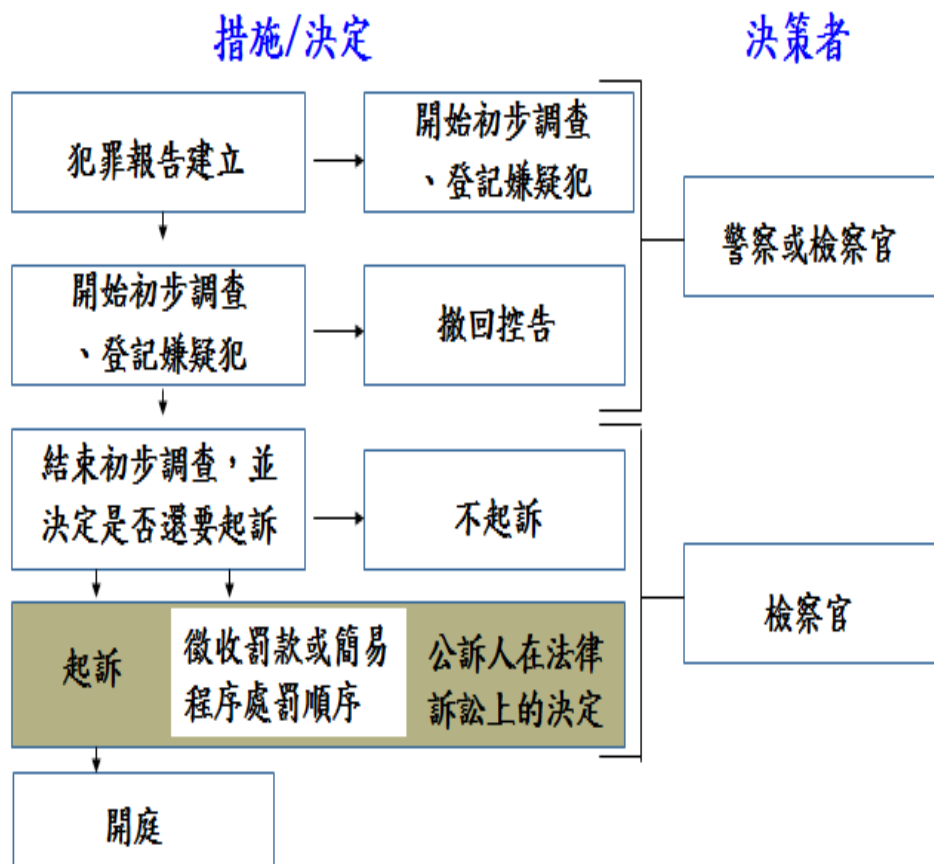 措施/決定
決策者
犯罪報告建立
開始初步調查
、登記嫌疑犯
警察或檢察官
開始初步調查
、登記嫌疑犯
撤回控告
結束初步調查，並
決定是否還要起訴
不起訴
檢察官
起訴
徵收罰款或簡易
程序處罰順序
公訴人在法律
訴訟上的決定
開庭